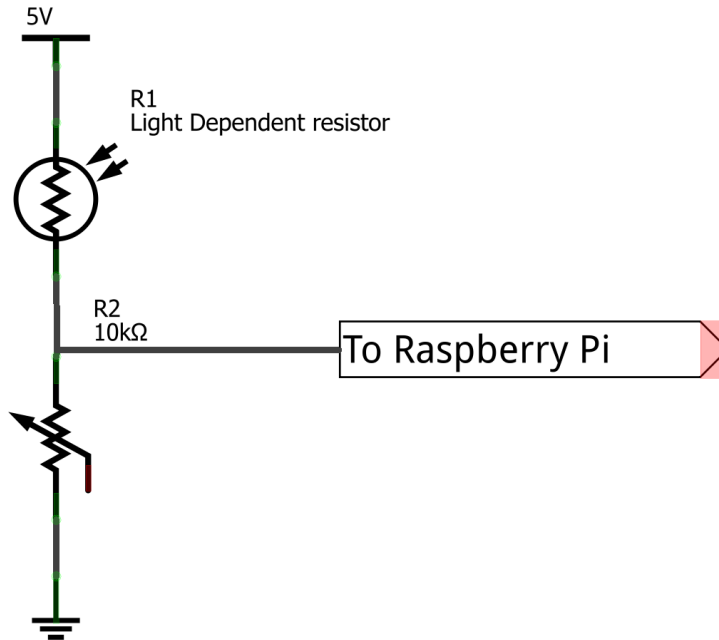 5V
R1
Light Dependent resistor
R2
10kΩ
To Raspberry Pi